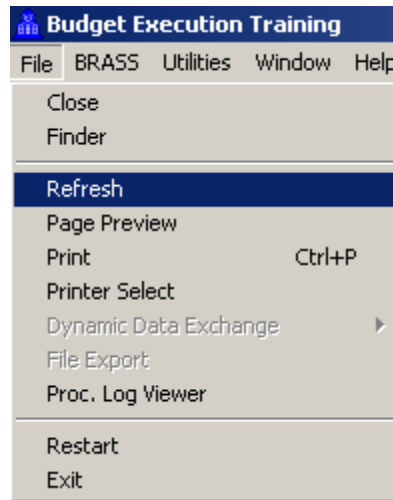 Budget Execution Training
File BRASS Utilities Window Help
Close
Finder
Refresh
Page Preview
Print Ctrl+P
Printer Select
Dynamic Data Exchange
File Export
Proc. Log Viewer
Restart
Exit